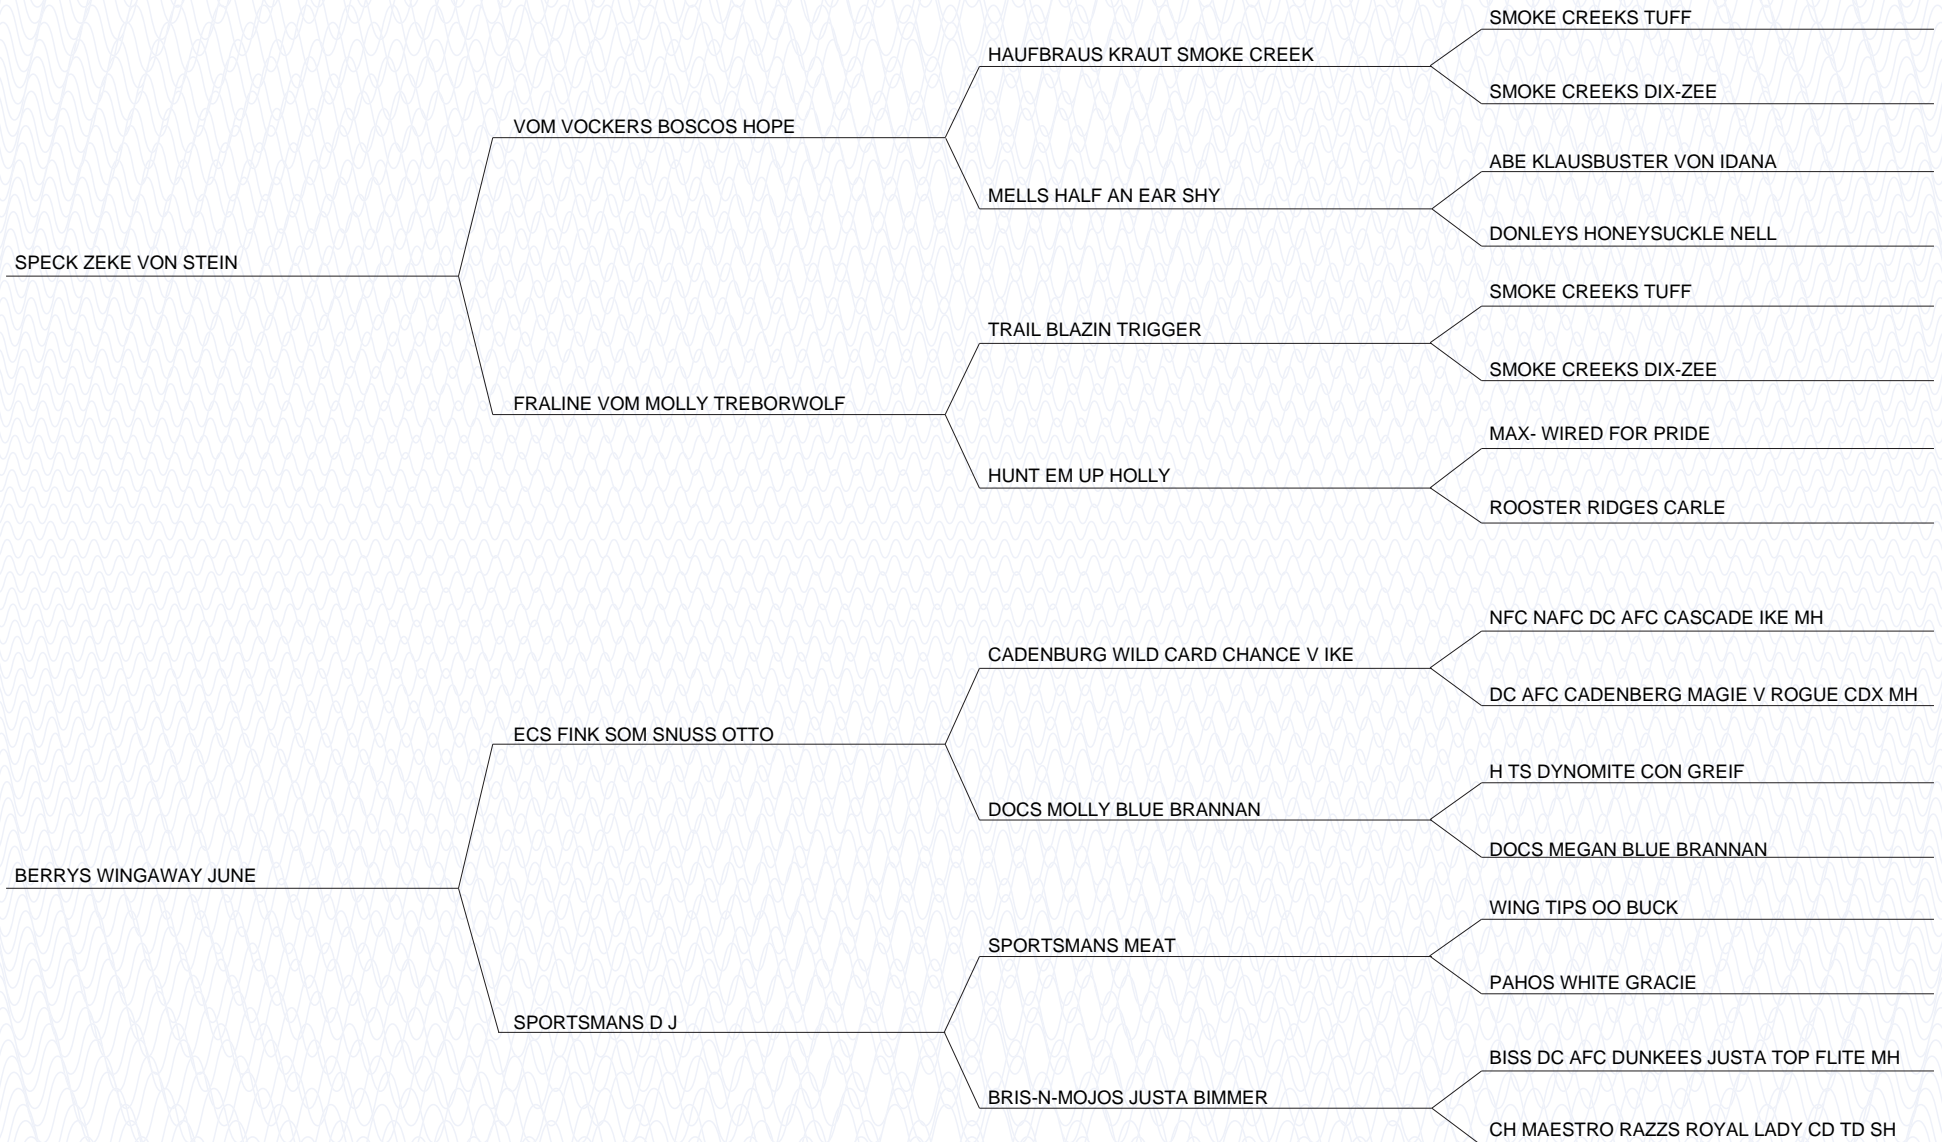 SMOKE CREEKS TUFF
HAUFBRAUS KRAUT SMOKE CREEK
SMOKE CREEKS DIX-ZEE
VOM VOCKERS BOSCOS HOPE
ABE KLAUSBUSTER VON IDANA
MELLS HALF AN EAR SHY
DONLEYS HONEYSUCKLE NELL
SPECK ZEKE VON STEIN
SMOKE CREEKS TUFF
TRAIL BLAZIN TRIGGER
SMOKE CREEKS DIX-ZEE
FRALINE VOM MOLLY TREBORWOLF
MAX- WIRED FOR PRIDE
HUNT EM UP HOLLY
ROOSTER RIDGES CARLE
NFC NAFC DC AFC CASCADE IKE MH
CADENBURG WILD CARD CHANCE V IKE
DC AFC CADENBERG MAGIE V ROGUE CDX MH
ECS FINK SOM SNUSS OTTO
H TS DYNOMITE CON GREIF
DOCS MOLLY BLUE BRANNAN
DOCS MEGAN BLUE BRANNAN
BERRYS WINGAWAY JUNE
WING TIPS OO BUCK
SPORTSMANS MEAT
PAHOS WHITE GRACIE
SPORTSMANS D J
BISS DC AFC DUNKEES JUSTA TOP FLITE MH
BRIS-N-MOJOS JUSTA BIMMER
CH MAESTRO RAZZS ROYAL LADY CD TD SH